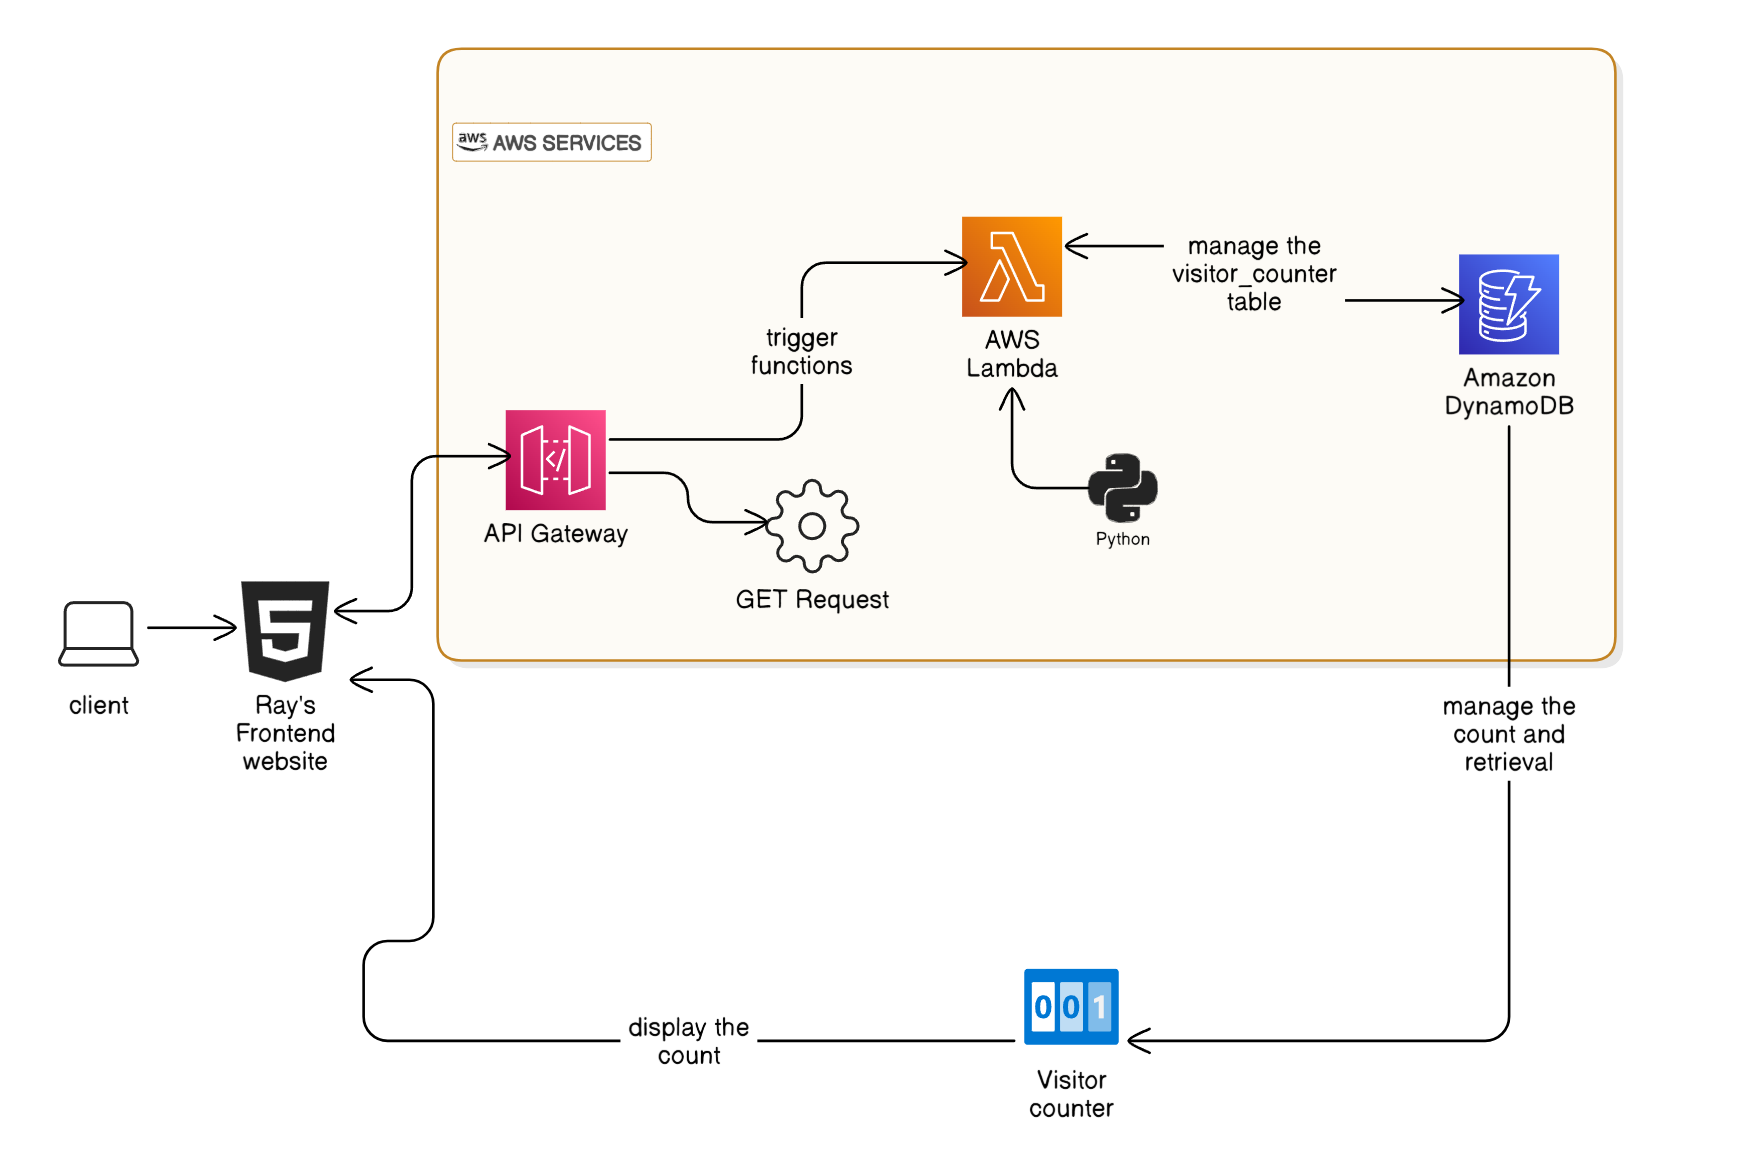 aws AWS SERVICES
manage the
visitor_counter
table
AWS
Lambda
trigger
functions
Amazon
DynamoDB
</>
API Gateway
Python
GET Request
client
Ray's
Frontend
website
manage the
count and
retrieval
001
display the
count
Visitor
counter